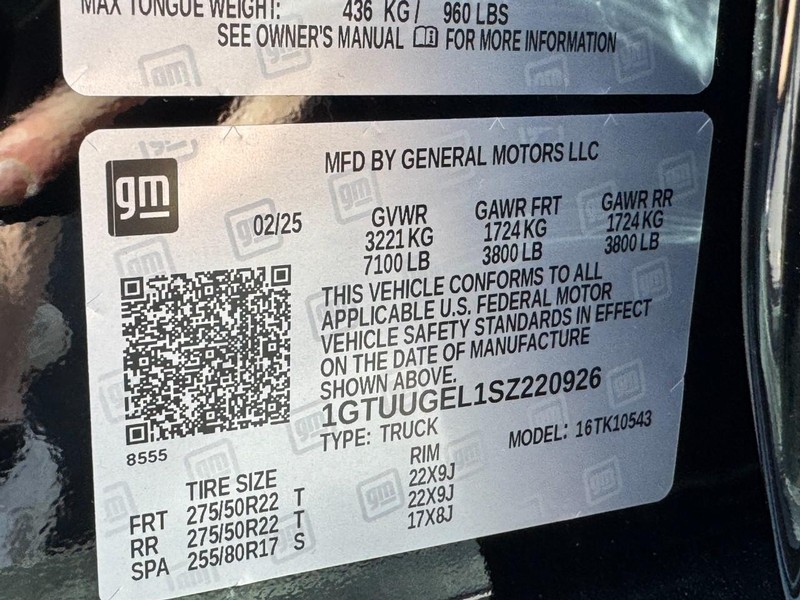 MAX TONGUE WEIGHT: 436 KG / 960 LBS
SEE OWNER'S MANUAL FOR MORE INFORMATION
gm
MFD BY GENERAL MOTORS LLC
02/25
GVWR GAWR FRT GAWR RR
3221 KG 1724 KG 1724 KG
7100 LB 3800 LB 3800 LB
THIS VEHICLE CONFORMS TO ALL
APPLICABLE U.S. FEDERAL MOTOR
VEHICLE SAFETY STANDARDS IN EFFECT
ON THE DATE OF MANUFACTURE
SHOWN ABOVE.
1GTUUGEL1SZ220926
TYPE: TRUCK MODEL: 16TK10543
8555
TIRE SIZE RIM
FRT 275/50R22 T 22X9J
RR 275/50R22 T 22X9J
SPA 255/80R17 S 17X8J